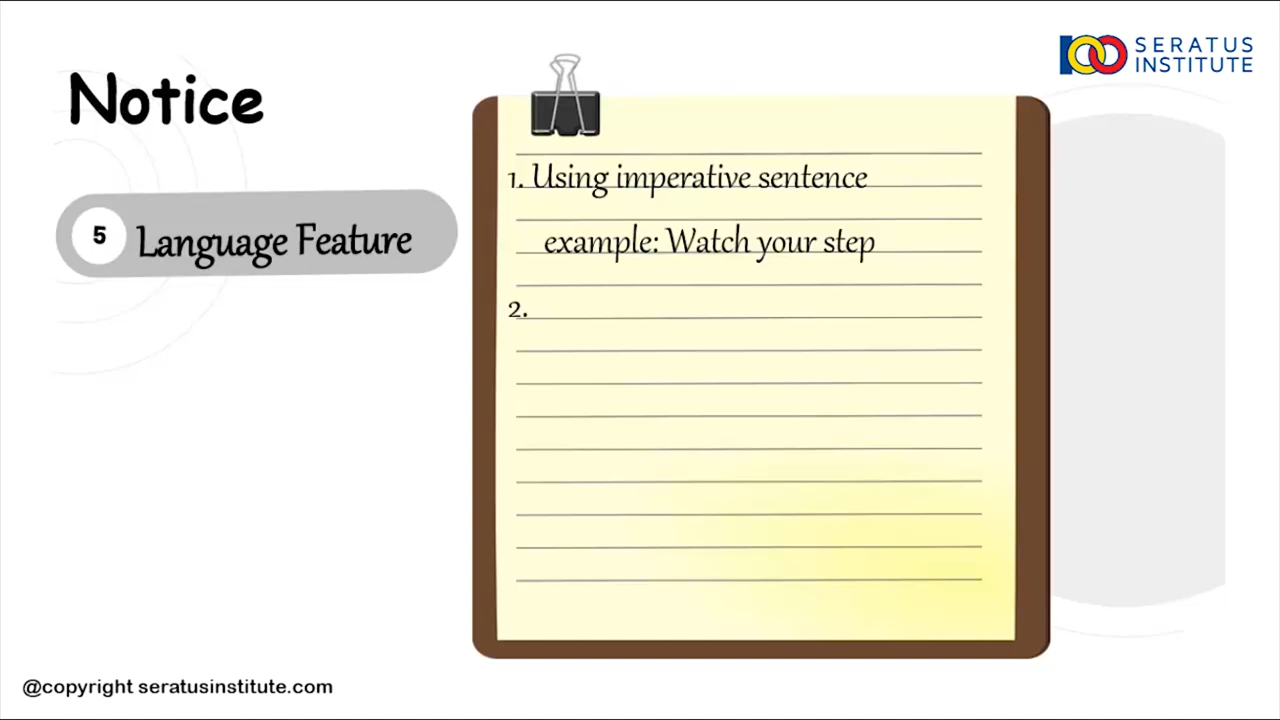 SERATUS
INSTITUTE
Notice
5 Language Feature
1. Using imperative sentence
example: Watch your step
2.
@copyright seratusinstitute.com